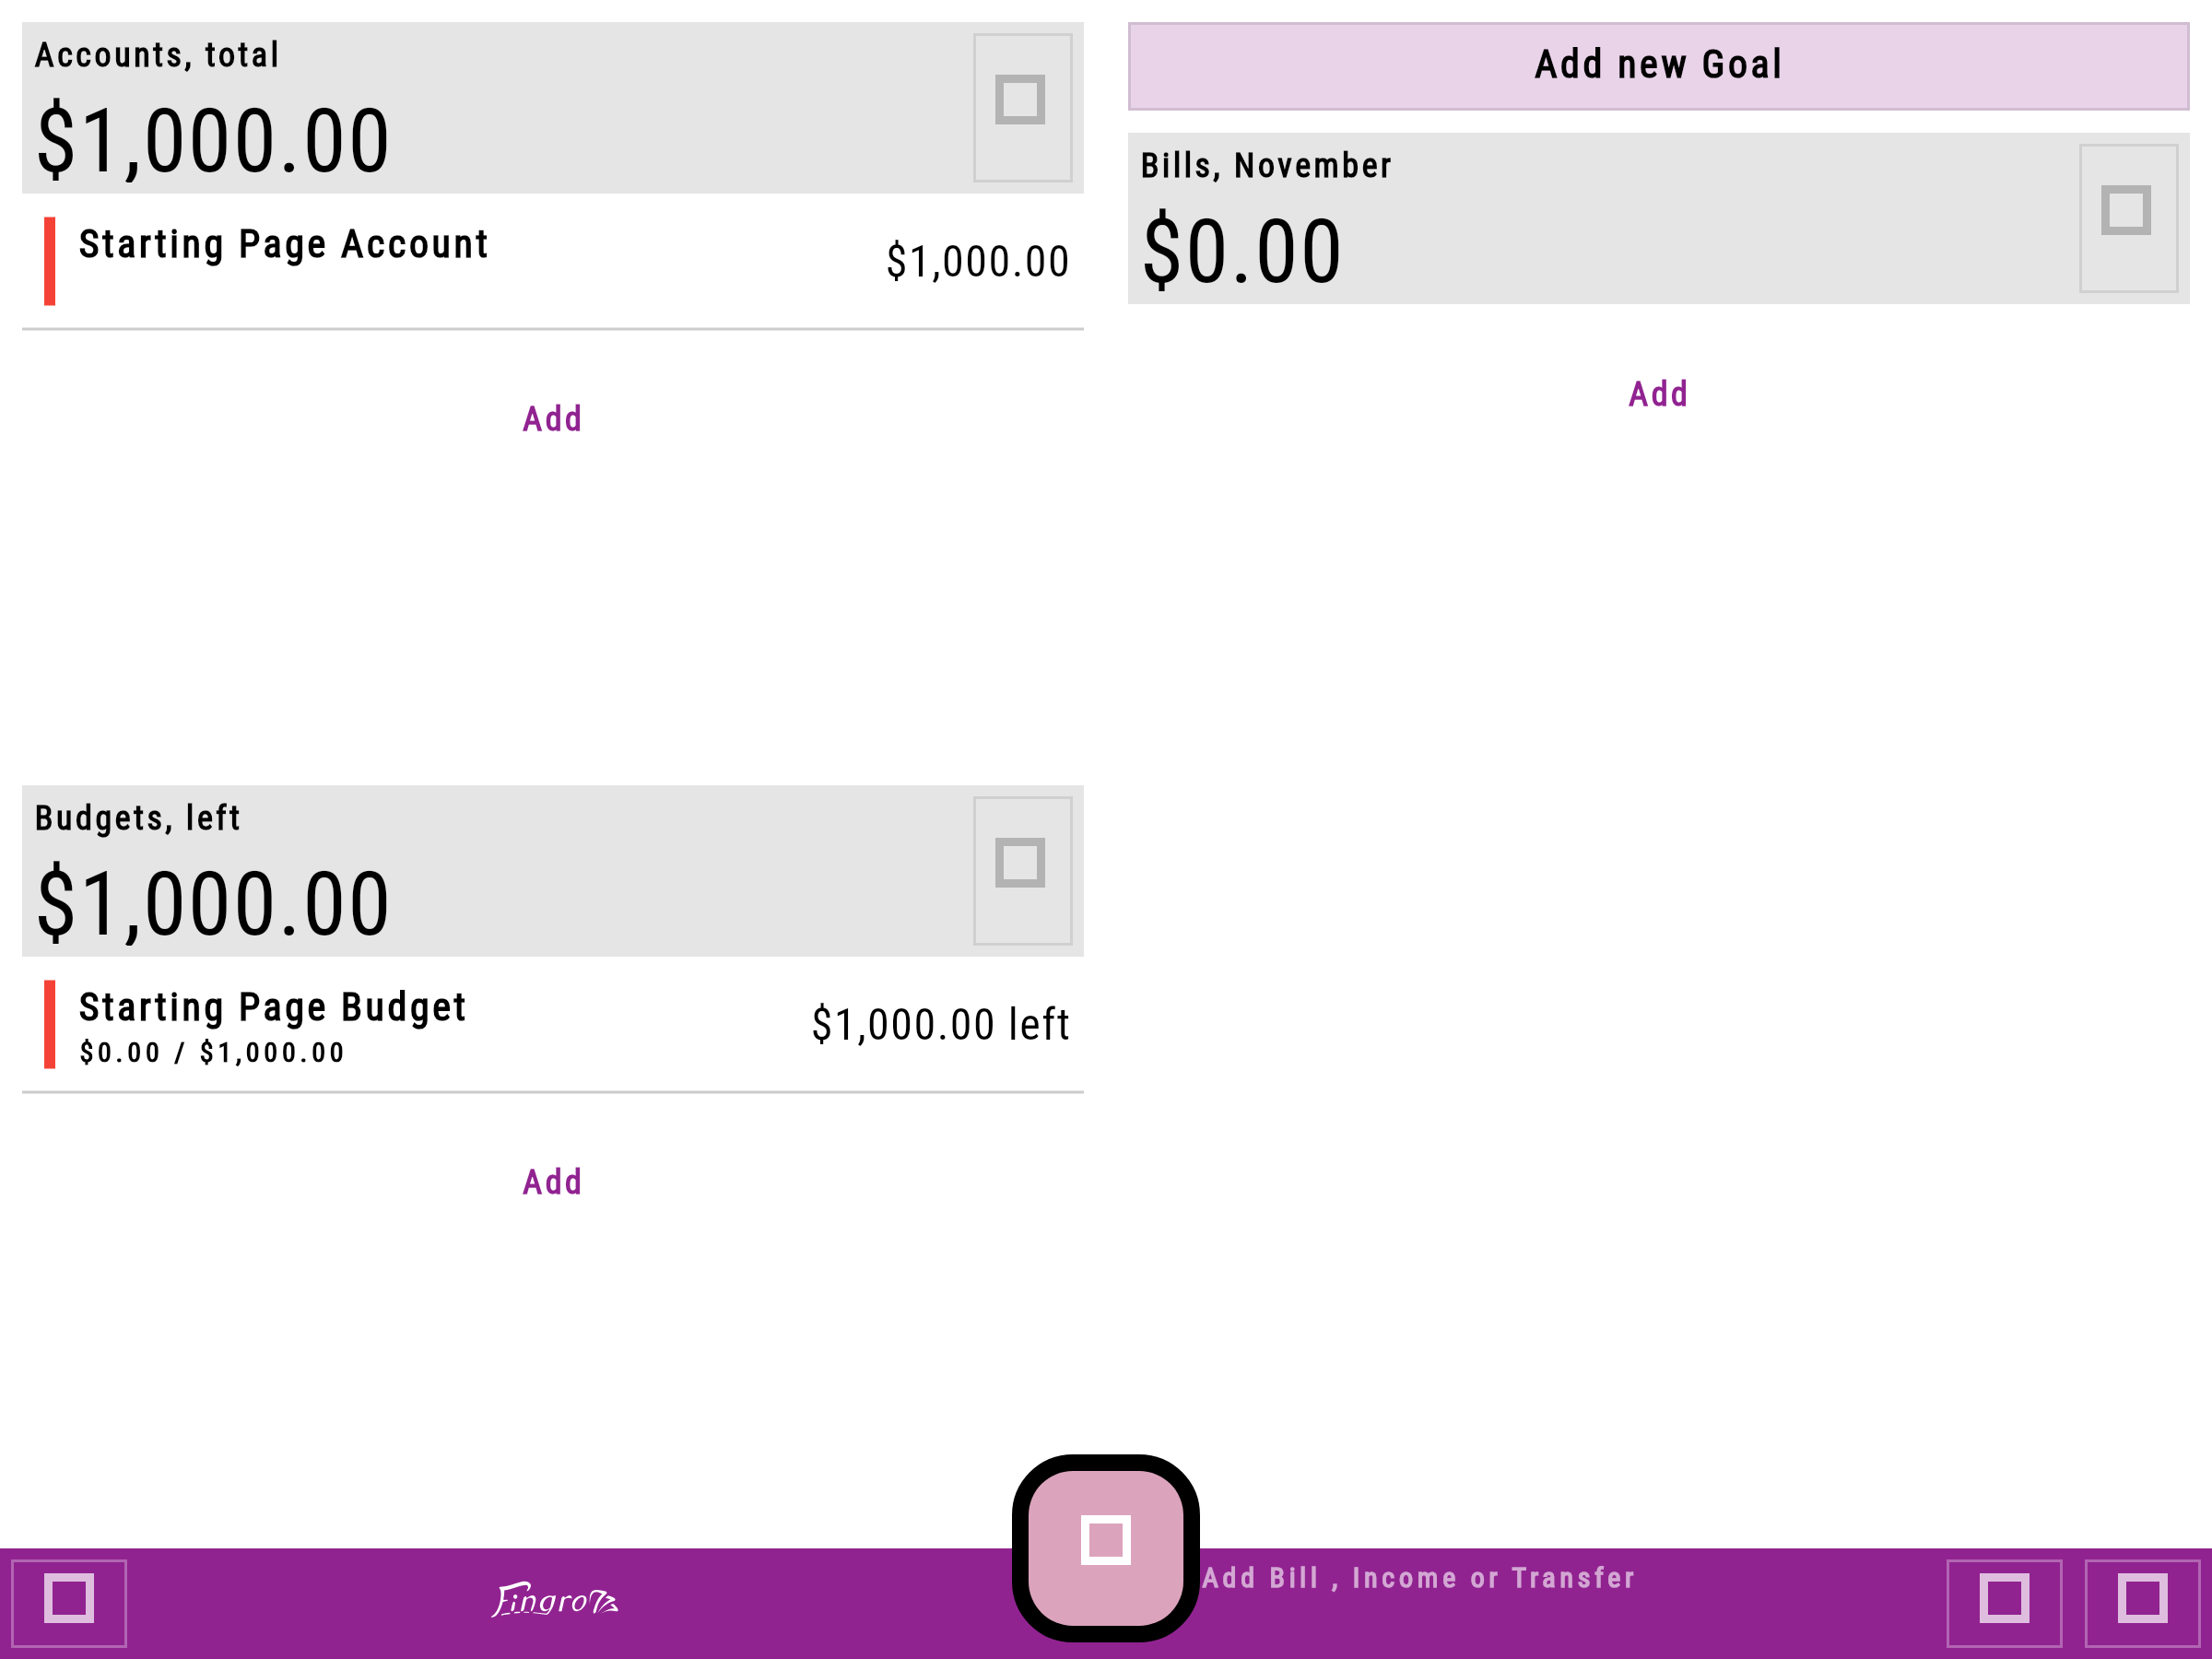 Accounts, total
$1,000.00
Starting Page Account
$1,000.00
Add
Budgets, left
$1,000.00
Starting Page Budget
$0.00 / $1,000.00
$1,000.00 left
Add
Add new Goal
Bills, November
$0.00
Add
Add Bill , Income or Transfer